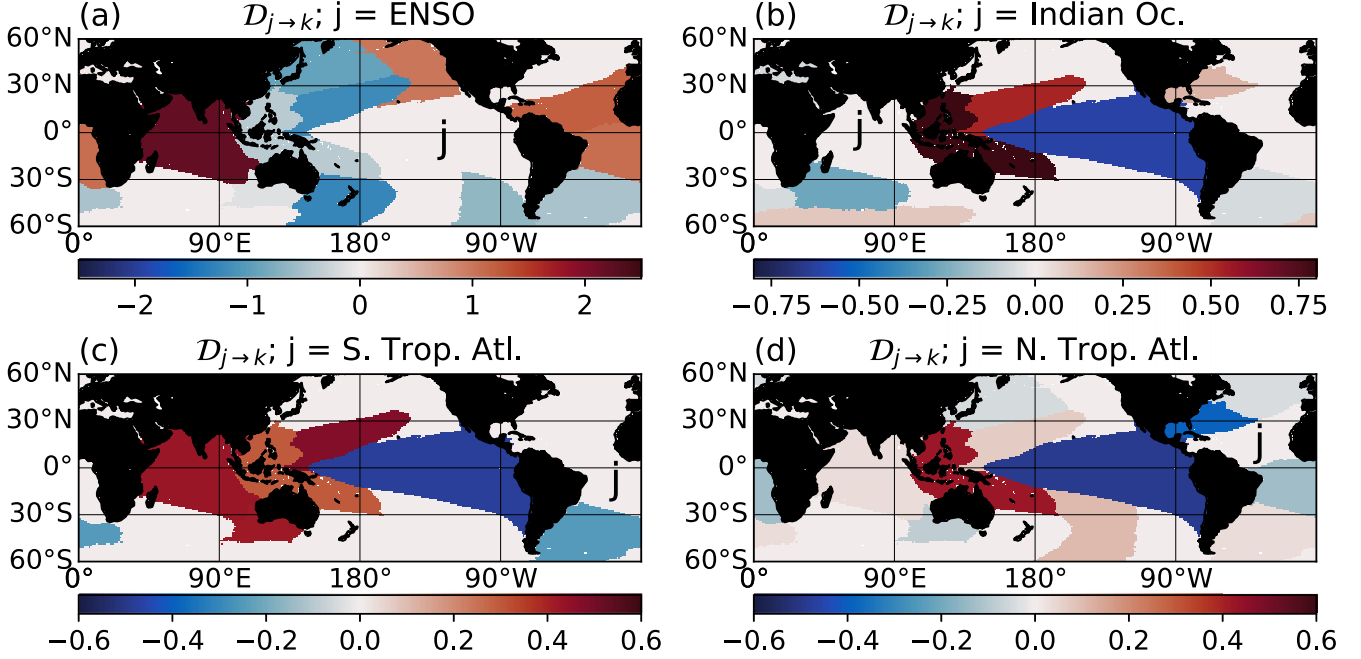 (a) 𝒟j→k; j = ENSO
60°N
30°N
0°
30°S
60°S
j
0° 90°E 180° 90°W
−2 −1 0 1 2
(b) 𝒟j→k; j = Indian Oc.
60°N
30°N
0°
30°S
60°S
j
0° 90°E 180° 90°W
−0.75 −0.50 −0.25 0.00 0.25 0.50 0.75
(c) 𝒟j→k; j = S. Trop. Atl.
60°N
30°N
0°
30°S
60°S
j
0° 90°E 180° 90°W
−0.6 −0.4 −0.2 0.0 0.2 0.4 0.6
(d) 𝒟j→k; j = N. Trop. Atl.
60°N
30°N
0°
30°S
60°S
j
0° 90°E 180° 90°W
−0.6 −0.4 −0.2 0.0 0.2 0.4 0.6